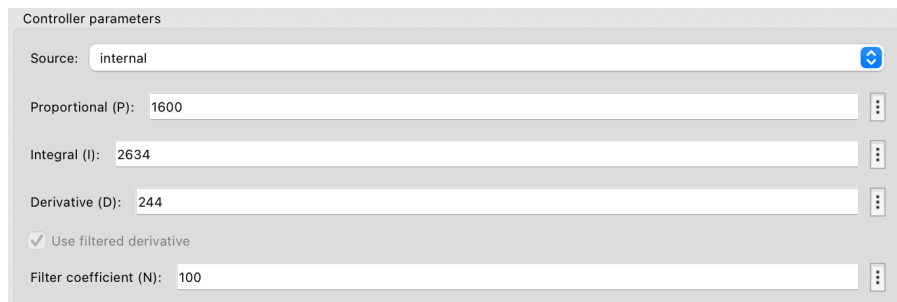 Controller parameters
Source: internal
Proportional (P): 1600
Integral (I): 2634
Derivative (D): 244
Use filtered derivative
Filter coefficient (N): 100